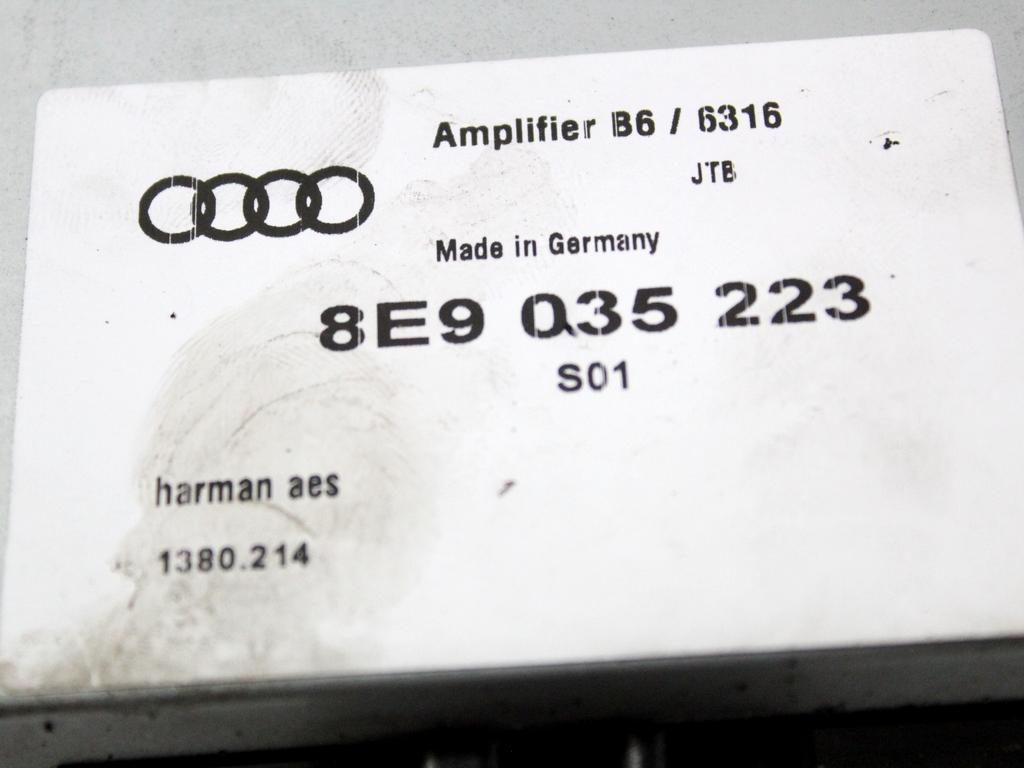 Amplifier B6 / 6316
JTB
Made in Germany
8E9 035 223
S01
harman aes
1380.214